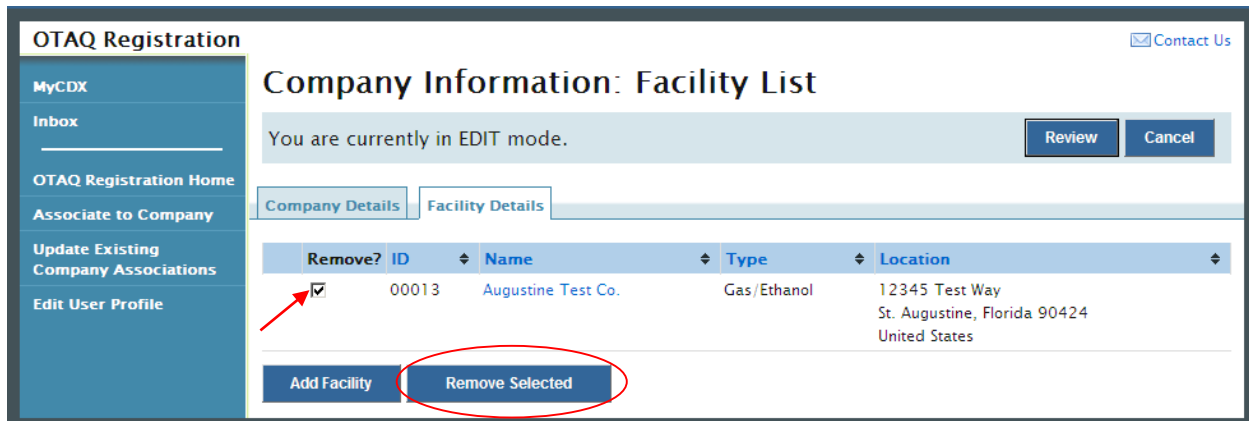 OTAQ Registration
Contact Us
MyCDX
Inbox
OTAQ Registration Home
Associate to Company
Update Existing
Company Associations
Edit User Profile
Company Information: Facility List
You are currently in EDIT mode.
Review
Cancel
Company Details
Facility Details
Remove? ID Name Type Location
00013 Augustine Test Co. Gas/Ethanol 12345 Test Way
St. Augustine, Florida 90424
United States
Add Facility
Remove Selected